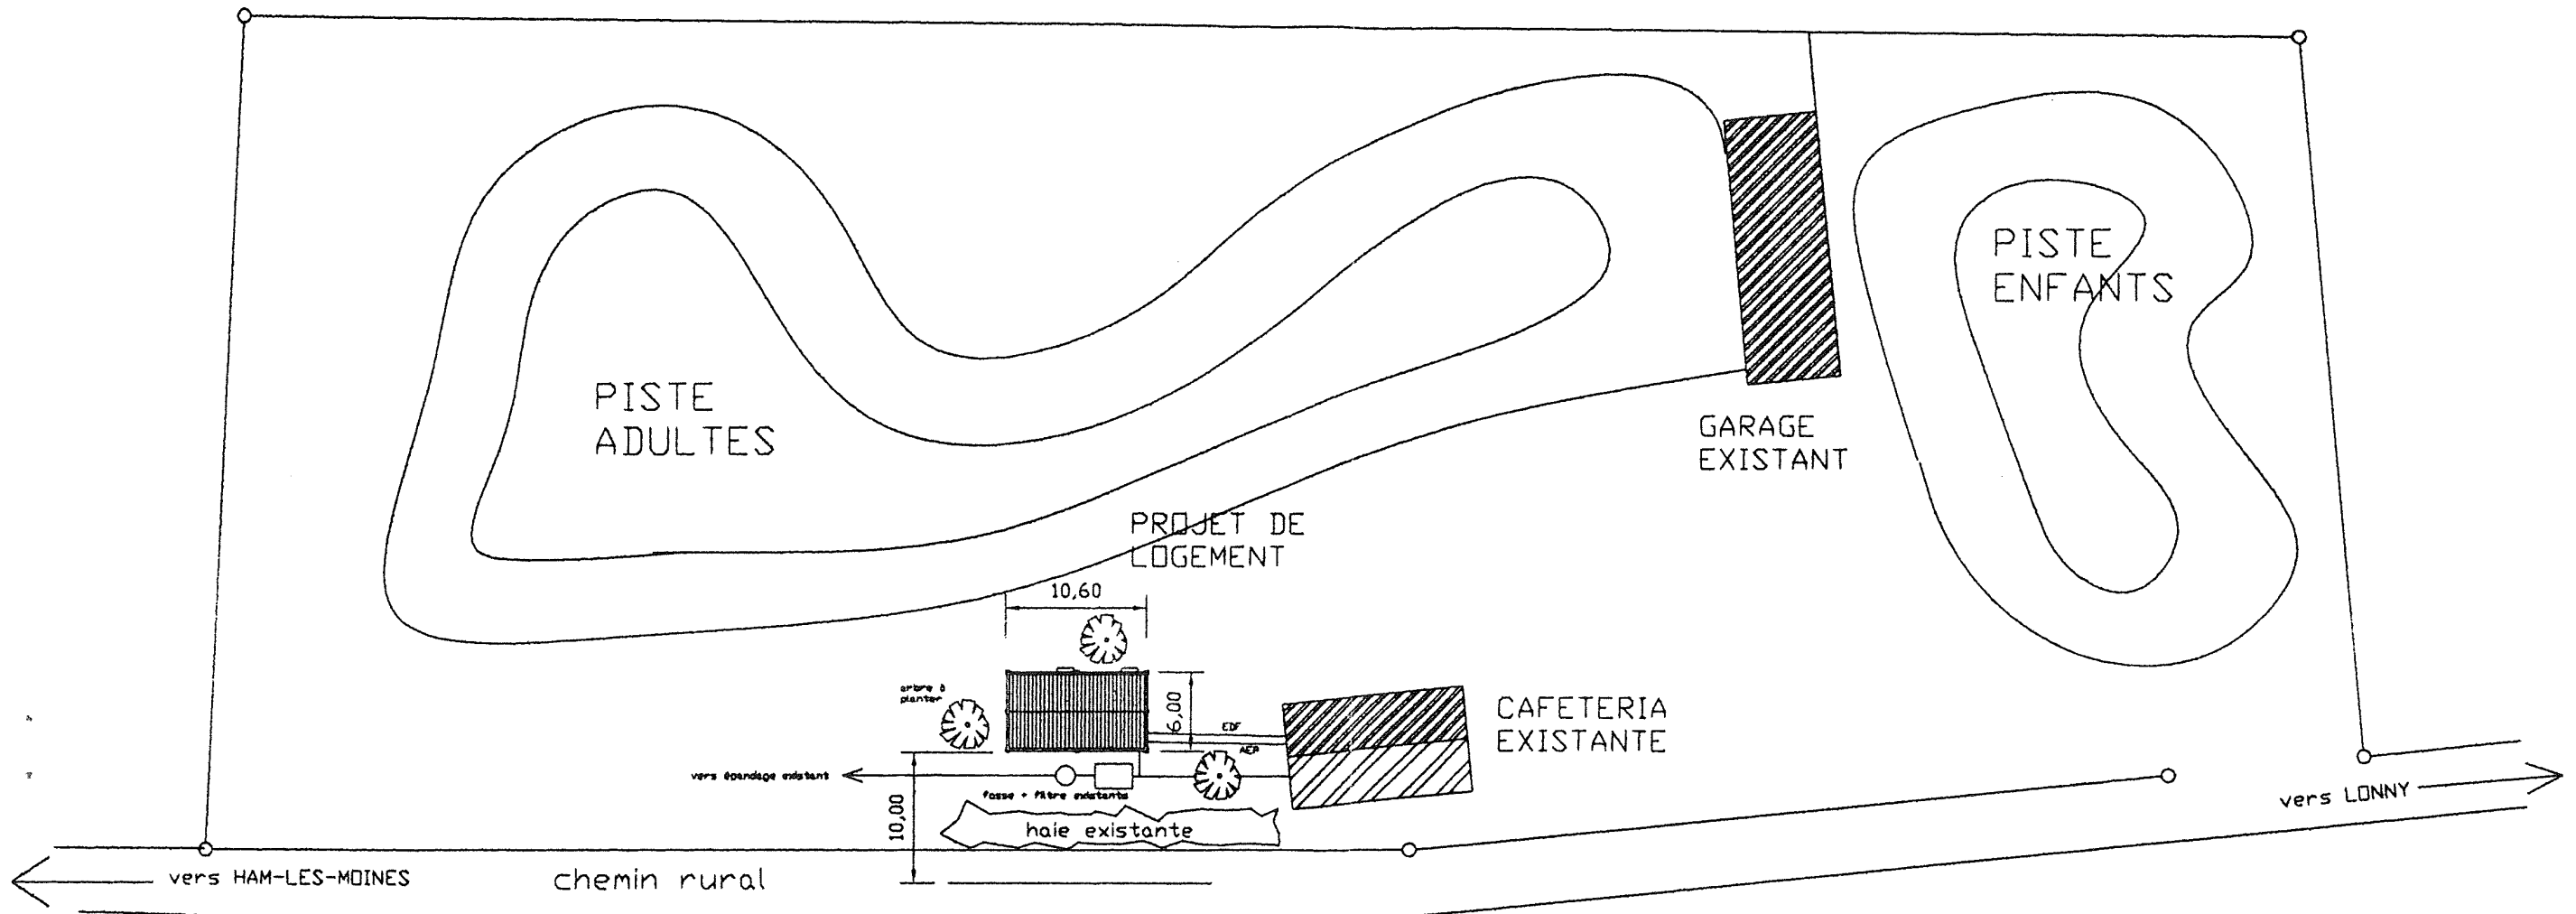 PISTE
ENFANTS
PISTE
ADULTES
GARAGE
EXISTANT
PROJET DE
LOGEMENT
10,60
arbre à
planter
6,00
EDF
AEP
CAFETERIA
EXISTANTE
vers épandage existant
fosse + filtre existants
10,00
haie existante
vers LONNY
vers HAM-LES-MOINES
chemin rural